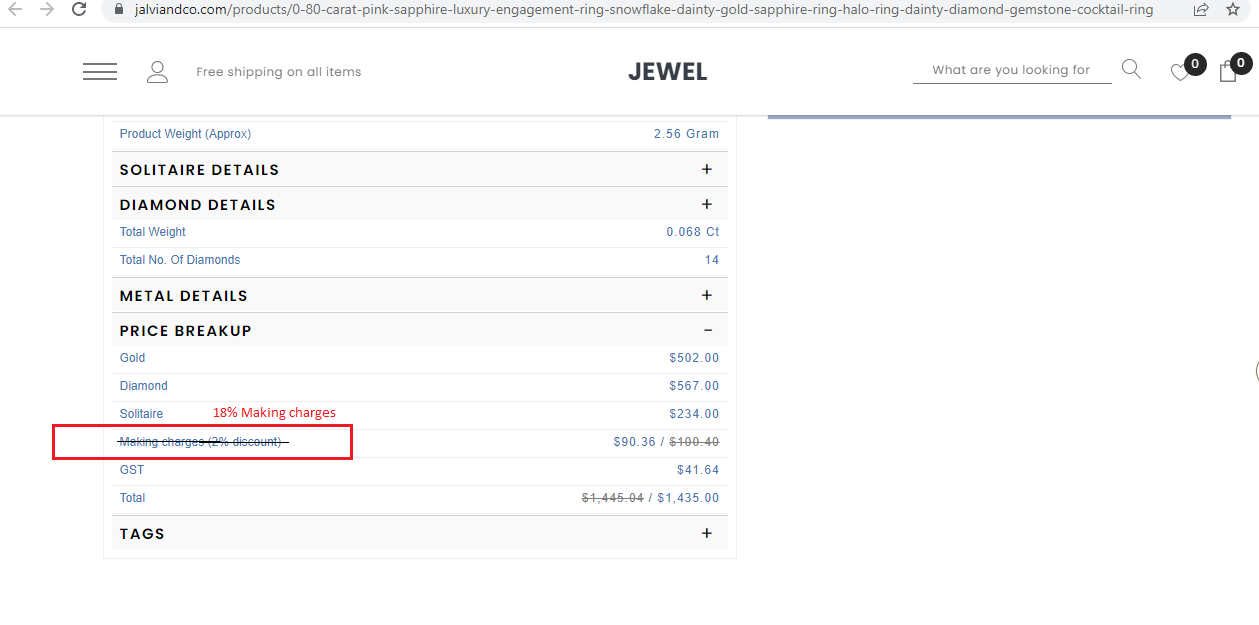 jalviandco.com/products/0-80-carat-pink-sapphire-luxury-engagement-ring-snowflake-dainty-gold-sapphire-ring-halo-ring-dainty-diamond-gemstone-cocktail-ring
Free shipping on all items JEWEL What are you looking for 0 0
Product Weight (Approx) 2.56 Gram
SOLITAIRE DETAILS +
DIAMOND DETAILS +
Total Weight 0.068 Ct
Total No. Of Diamonds 14
METAL DETAILS +
PRICE BREAKUP −
Gold $502.00
Diamond $567.00
Solitaire 18% Making charges $234.00
Making charges (2% discount) $90.36 / $100.40
GST $41.64
Total $1,445.04 / $1,435.00
TAGS +